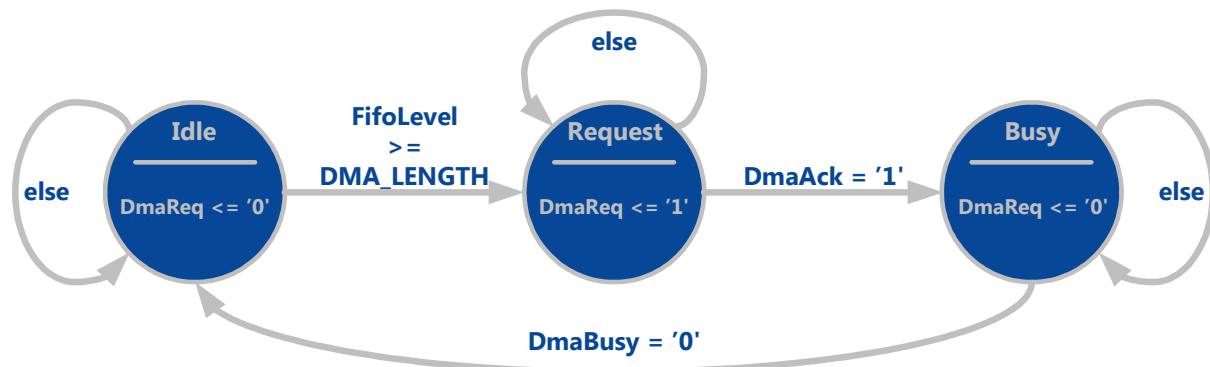 else
Idle
DmaReq <= ’0'
FifoLevel
>=
DMA_LENGTH
else
Request
DmaReq <= ’1'
DmaAck = ’1'
Busy
DmaReq <= ’0'
else
DmaBusy = ’0'